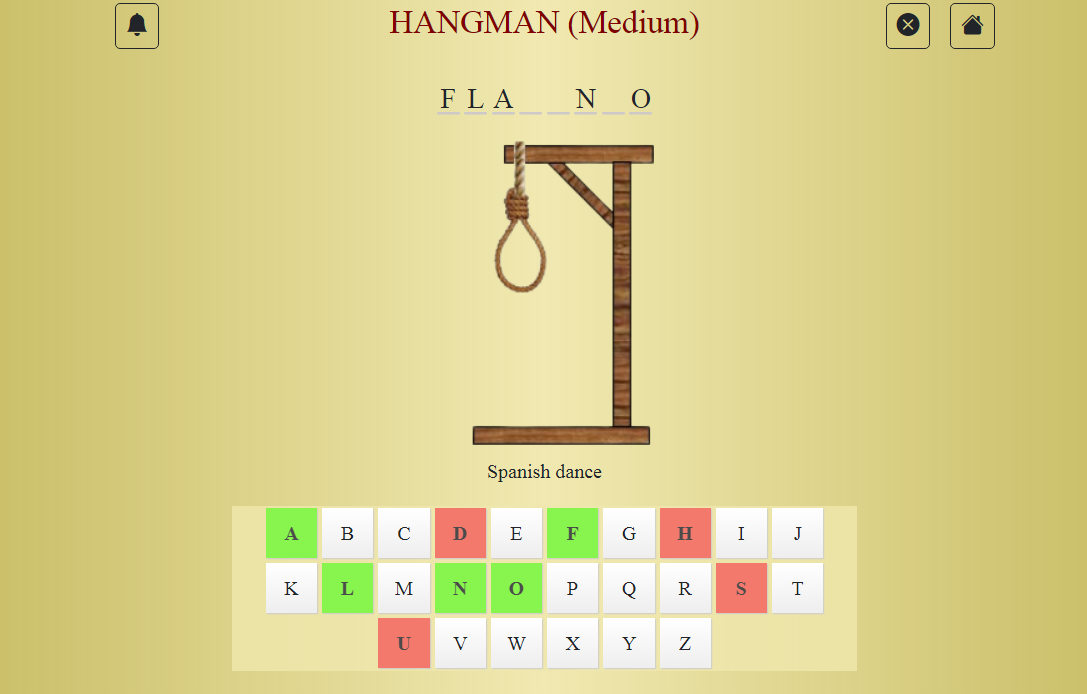 HANGMAN (Medium)
F L A _ _ N _ O
Spanish dance
A B C D E F G H I J
K L M N O P Q R S T
U V W X Y Z